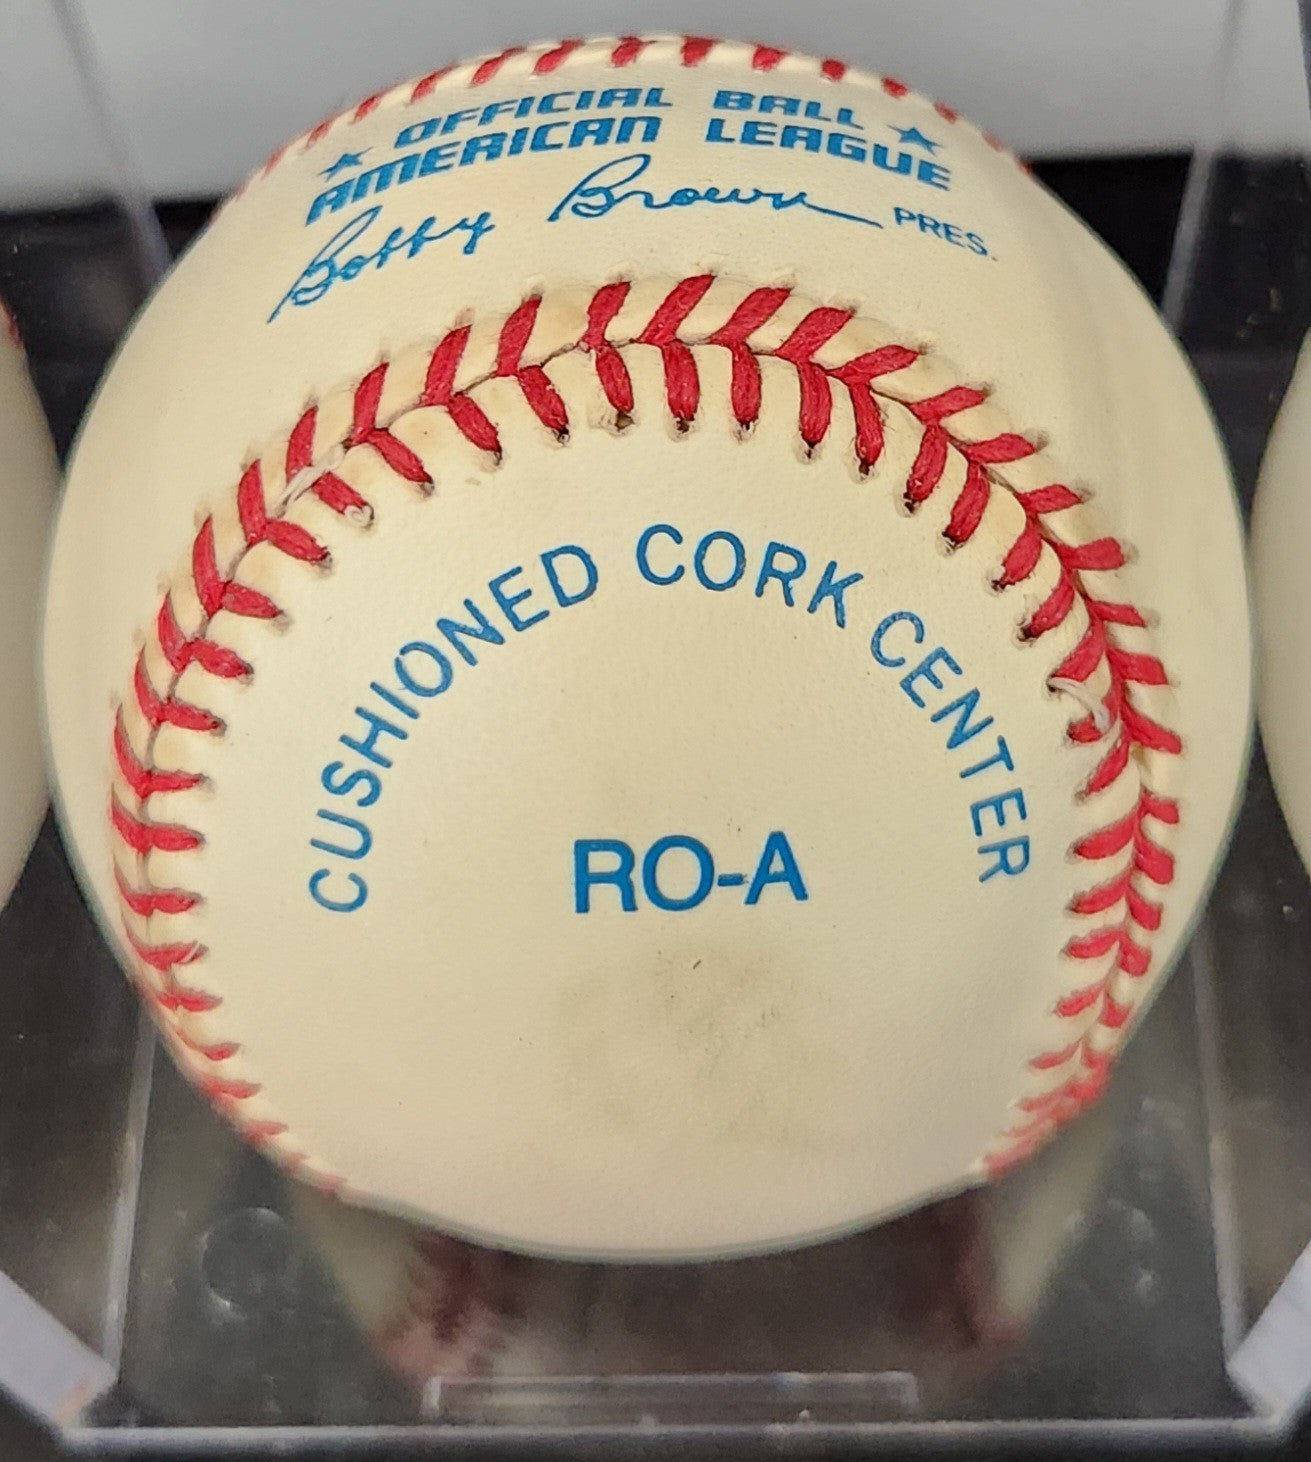 ★ OFFICIAL BALL ★
AMERICAN LEAGUE
Bobby Brown PRES.
CUSHIONED CORK CENTER
RO-A